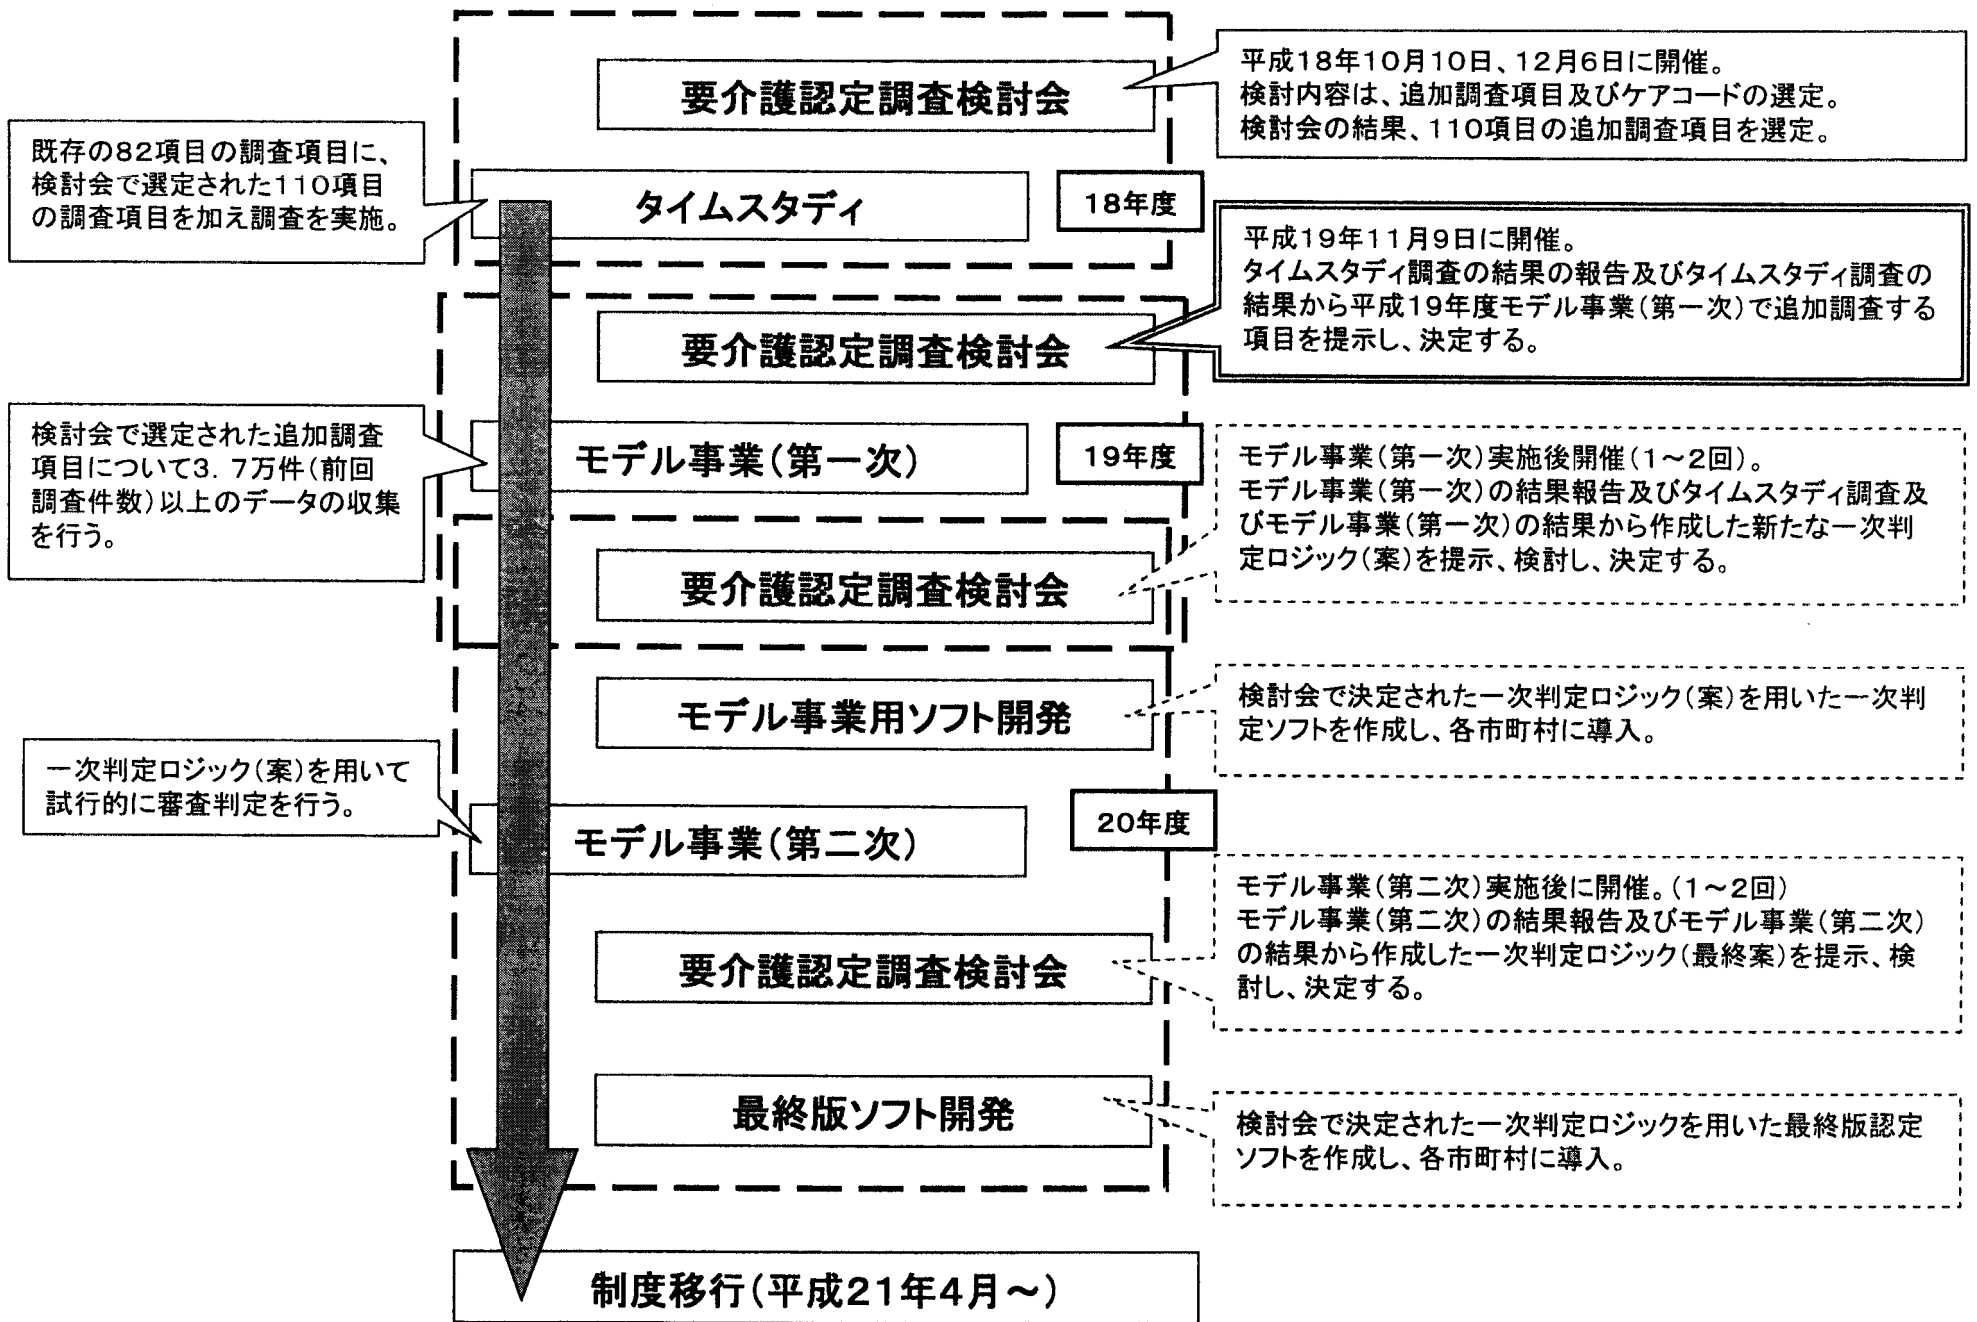 要介護認定調査検討会
平成18年10月10日、12月6日に開催。
検討内容は、追加調査項目及びケアコードの選定。
検討会の結果、110項目の追加調査項目を選定。
既存の82項目の調査項目に、
検討会で選定された110項目
の調査項目を加え調査を実施。
タイムスタディ
18年度
平成19年11月9日に開催。
タイムスタディ調査の結果の報告及びタイムスタディ調査の
結果から平成19年度モデル事業(第一次)で追加調査する
項目を提示し、決定する。
要介護認定調査検討会
検討会で選定された追加調査
項目について3.7万件(前回
調査件数)以上のデータの収集
を行う。
モデル事業(第一次)
19年度
モデル事業(第一次)実施後開催(1~2回)。
モデル事業(第一次)の結果報告及びタイムスタディ調査及
びモデル事業(第一次)の結果から作成した新たな一次判
定ロジック(案)を提示、検討し、決定する。
要介護認定調査検討会
モデル事業用ソフト開発
検討会で決定された一次判定ロジック(案)を用いた一次判
定ソフトを作成し、各市町村に導入。
一次判定ロジック(案)を用いて
試行的に審査判定を行う。
モデル事業(第二次)
20年度
モデル事業(第二次)実施後に開催。(1~2回)
モデル事業(第二次)の結果報告及びモデル事業(第二次)
の結果から作成した一次判定ロジック(最終案)を提示、検
討し、決定する。
要介護認定調査検討会
最終版ソフト開発
検討会で決定された一次判定ロジックを用いた最終版認定
ソフトを作成し、各市町村に導入。
制度移行(平成21年4月~)